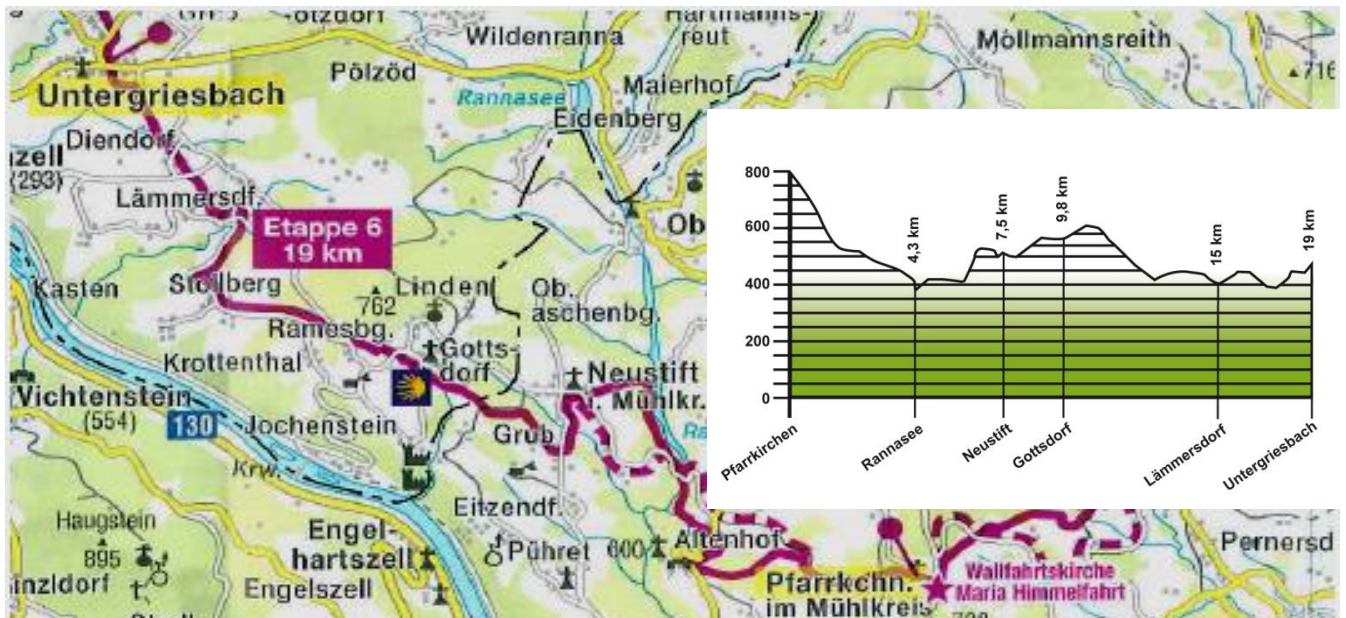 Wildenranna
reut
Möllmannsreith
Pölzöd
Maierhof
716
Untergriesbach
Rannasee
Eidenberg
Diendorf
(293)
Lämmersdf.
Etappe 6
19 km
Ob.
Kasten
Stollberg
762
Linden
Ob.
aschenbg.
Ramesbg.
Krottenthal
Gotts-
dorf
Neustift
i. Mühlkr.
Vichtenstein
(554)
130
Jochenstein
Grub
Krw.
Eitzendf.
Haugstein
895
Engel-
hartszell
Pühret
600
Altenhof
Engelszell
Pfarrkchn.
im Mühlkreis
Wallfahrtskirche
Maria Himmelfahrt
Pernersd
800
600
400
200
0
4,3 km
7,5 km
9,8 km
15 km
19 km
Pfarrkirchen
Rannasee
Neustift
Gottsdorf
Lämmersdorf
Untergriesbach